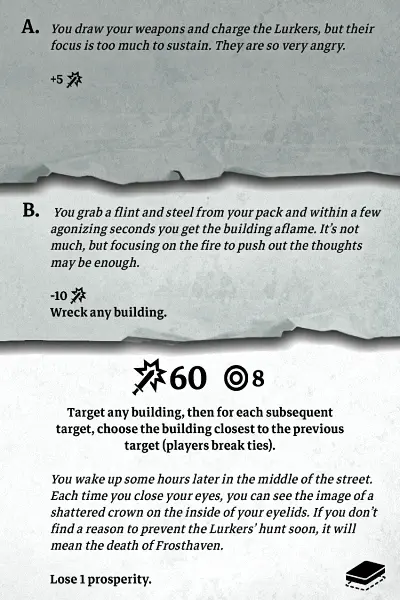 A. You draw your weapons and charge the Lurkers, but their
focus is too much to sustain. They are so very angry.
+5
B. You grab a flint and steel from your pack and within a few
agonizing seconds you get the building aflame. It's not
much, but focusing on the fire to push out the thoughts
may be enough.
-10
Wreck any building.
60 8
Target any building, then for each subsequent
target, choose the building closest to the previous
target (players break ties).
You wake up some hours later in the middle of the street.
Each time you close your eyes, you can see the image of a
shattered crown on the inside of your eyelids. If you don't
find a reason to prevent the Lurkers' hunt soon, it will
mean the death of Frosthaven.
Lose 1 prosperity.